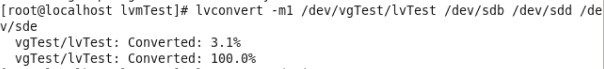 [root@localhost lvmTest]# lvconvert -m1 /dev/vgTest/lvTest /dev/sdb /dev/sdd /de
v/sde
  vgTest/lvTest: Converted: 3.1%
  vgTest/lvTest: Converted: 100.0%